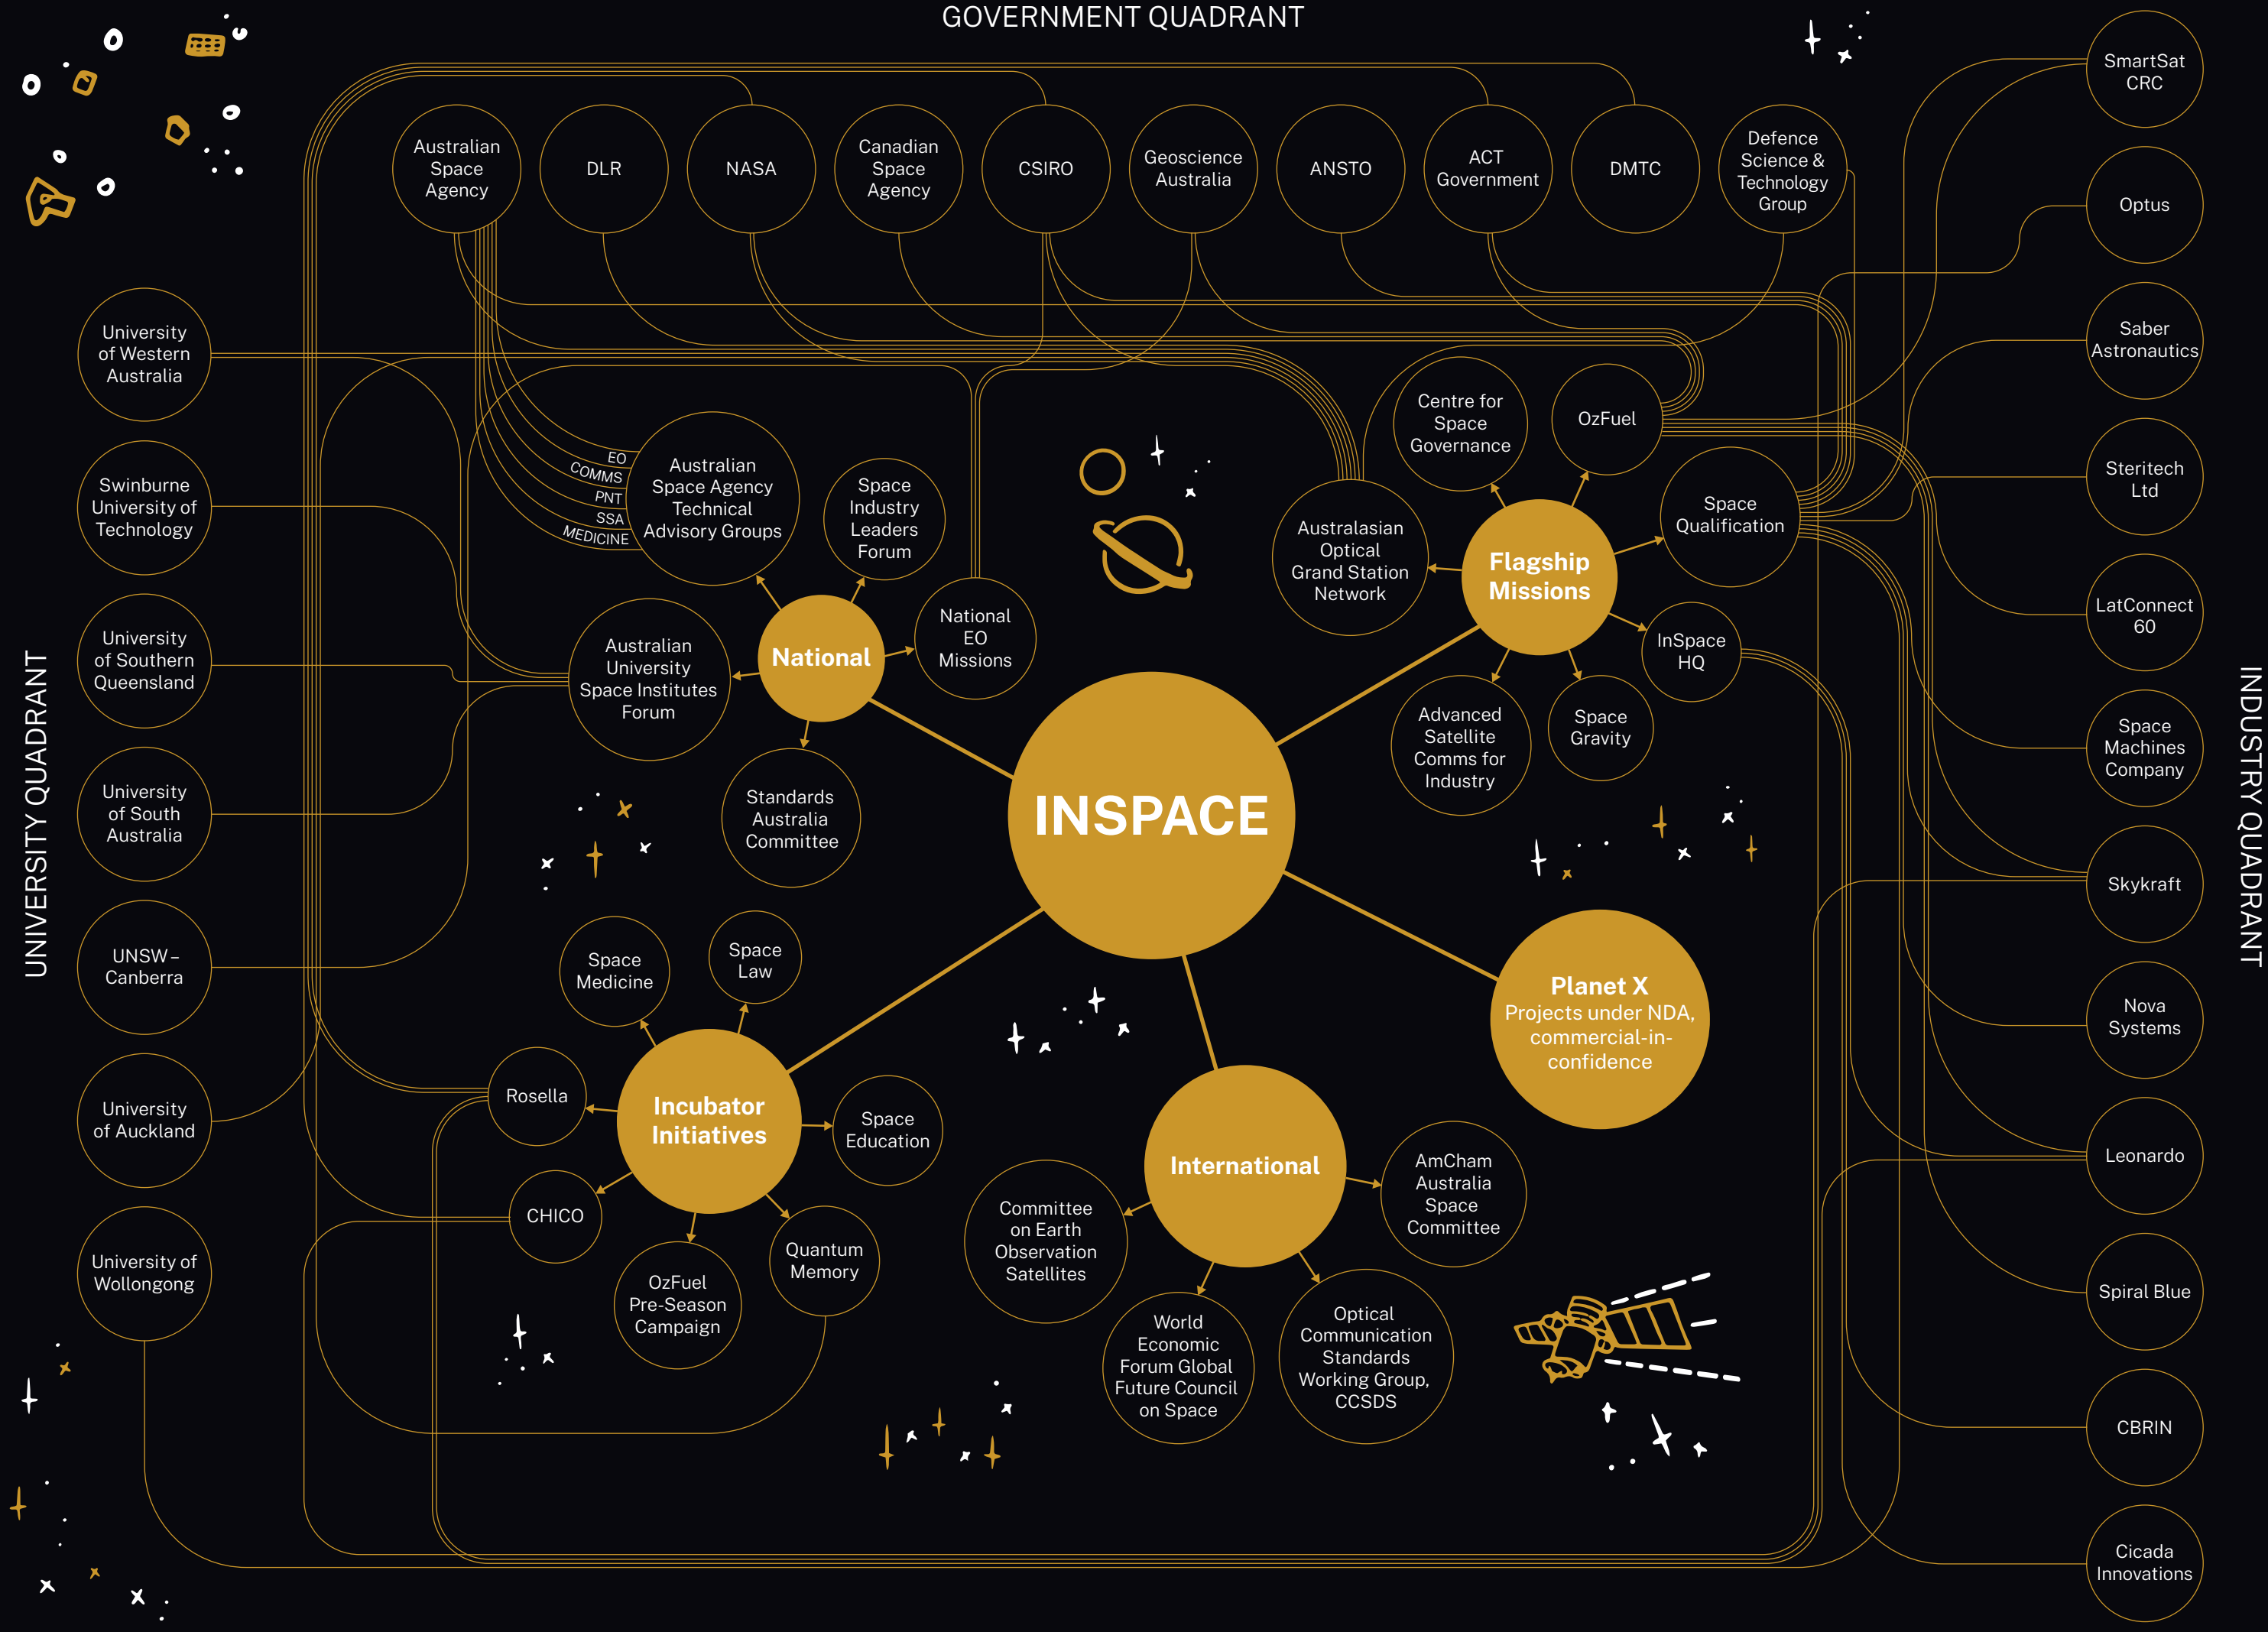 GOVERNMENT QUADRANT
Australian
Space
Agency
DLR
NASA
Canadian
Space
Agency
CSIRO
Geoscience
Australia
ANSTO
ACT
Government
DMTC
Defence
Science &
Technology
Group
UNIVERSITY QUADRANT
University
of Western
Australia
Swinburne
University of
Technology
University
of Southern
Queensland
University
of South
Australia
UNSW –
Canberra
University
of Auckland
University of
Wollongong
EO
COMMS
PNT
SSA
MEDICINE
Australian
Space Agency
Technical
Advisory Groups
Space
Industry
Leaders
Forum
National
EO
Missions
Australian
University
Space Institutes
Forum
National
Standards
Australia
Committee
Centre for
Space
Governance
OzFuel
Space
Qualification
Australasian
Optical
Grand Station
Network
Flagship
Missions
InSpace
HQ
Advanced
Satellite
Comms for
Industry
Space
Gravity
INSPACE
Planet X
Projects under NDA,
commercial-in-
confidence
Space
Medicine
Space
Law
Rosella
Incubator
Initiatives
Space
Education
CHICO
OzFuel
Pre-Season
Campaign
Quantum
Memory
International
AmCham
Australia
Space
Committee
Committee
on Earth
Observation
Satellites
World
Economic
Forum Global
Future Council
on Space
Optical
Communication
Standards
Working Group,
CCSDS
SmartSat
CRC
Optus
Saber
Astronautics
Steritech
Ltd
LatConnect
60
Space
Machines
Company
Skykraft
Nova
Systems
Leonardo
Spiral Blue
CBRIN
Cicada
Innovations
INDUSTRY QUADRANT